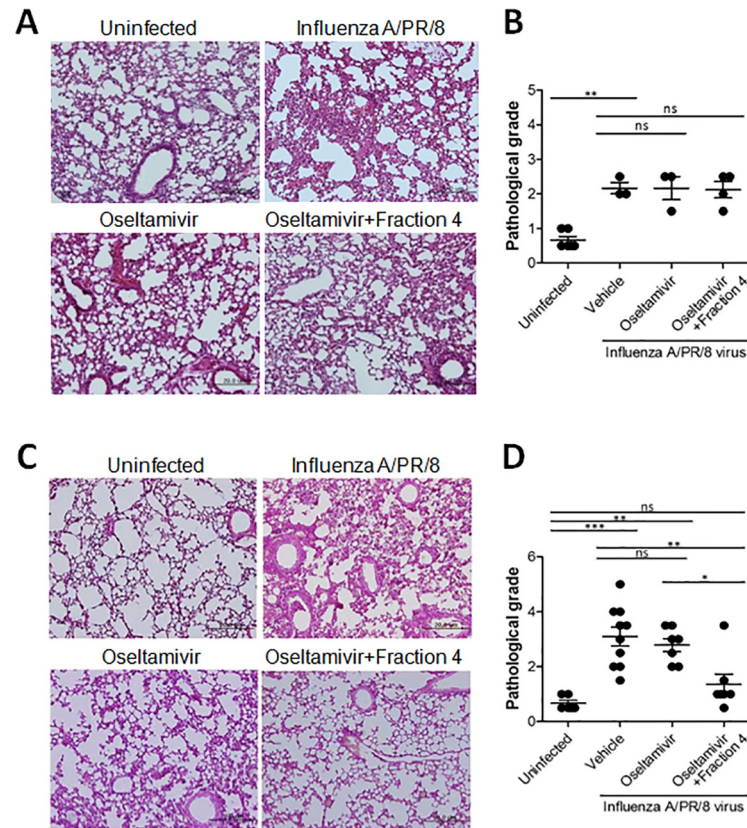 A
Uninfected
Influenza A/PR/8
Oseltamivir
Oseltamivir+Fraction 4
B
**
ns
ns
5
4
3
2
1
0
Pathological grade
Uninfected
Vehicle
Oseltamivir
Oseltamivir
+Fraction 4
Influenza A/PR/8 virus
C
Uninfected
Influenza A/PR/8
Oseltamivir
Oseltamivir+Fraction 4
D
ns
**
***
**
ns
*
6
4
2
0
Pathological grade
Uninfected
Vehicle
Oseltamivir
Oseltamivir
+Fraction 4
Influenza A/PR/8 virus